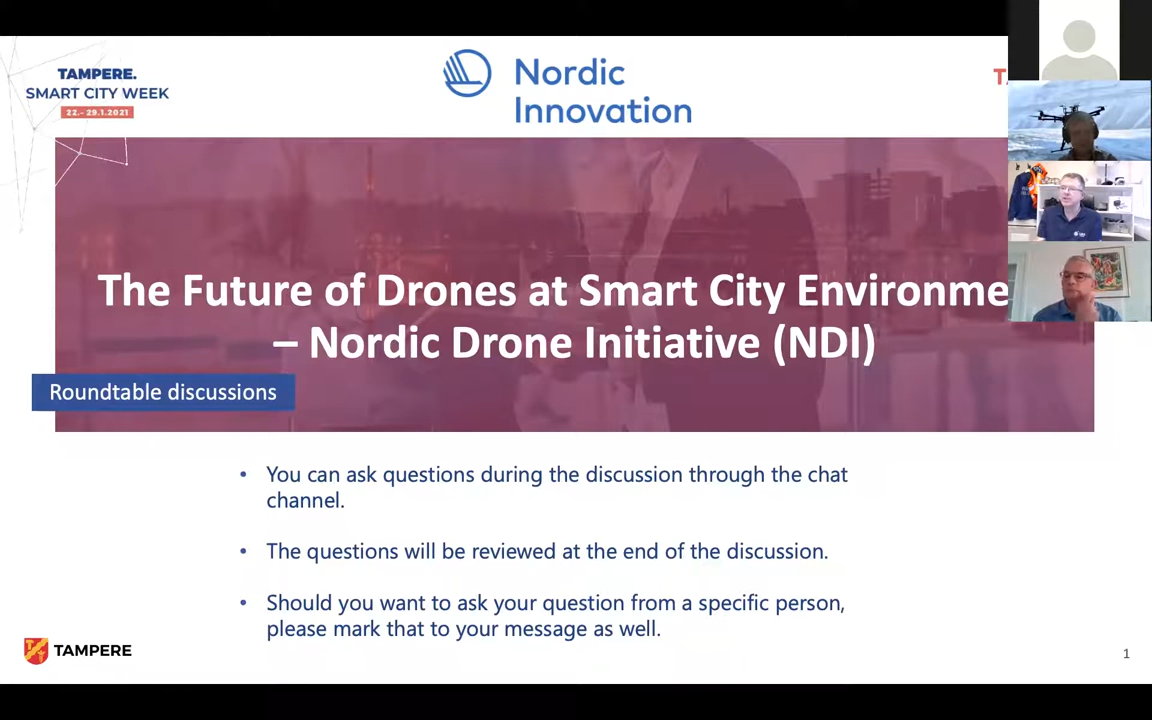 TAMPERE.
SMART CITY WEEK
22.- 29.1.2021
Nordic
Innovation
The Future of Drones at Smart City Environme
– Nordic Drone Initiative (NDI)
Roundtable discussions
• You can ask questions during the discussion through the chat
channel.
• The questions will be reviewed at the end of the discussion.
• Should you want to ask your question from a specific person,
please mark that to your message as well.
TAMPERE
1